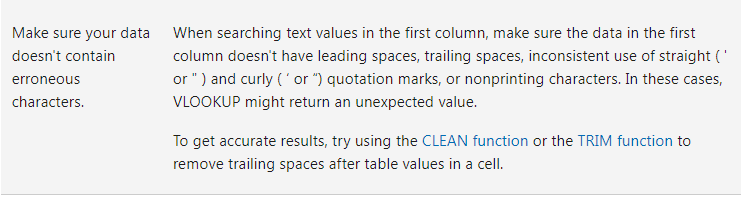 Make sure your data
doesn't contain
erroneous
characters.
When searching text values in the first column, make sure the data in the first
column doesn't have leading spaces, trailing spaces, inconsistent use of straight ( '
or " ) and curly ( ‘ or “) quotation marks, or nonprinting characters. In these cases,
VLOOKUP might return an unexpected value.
To get accurate results, try using the CLEAN function or the TRIM function to
remove trailing spaces after table values in a cell.